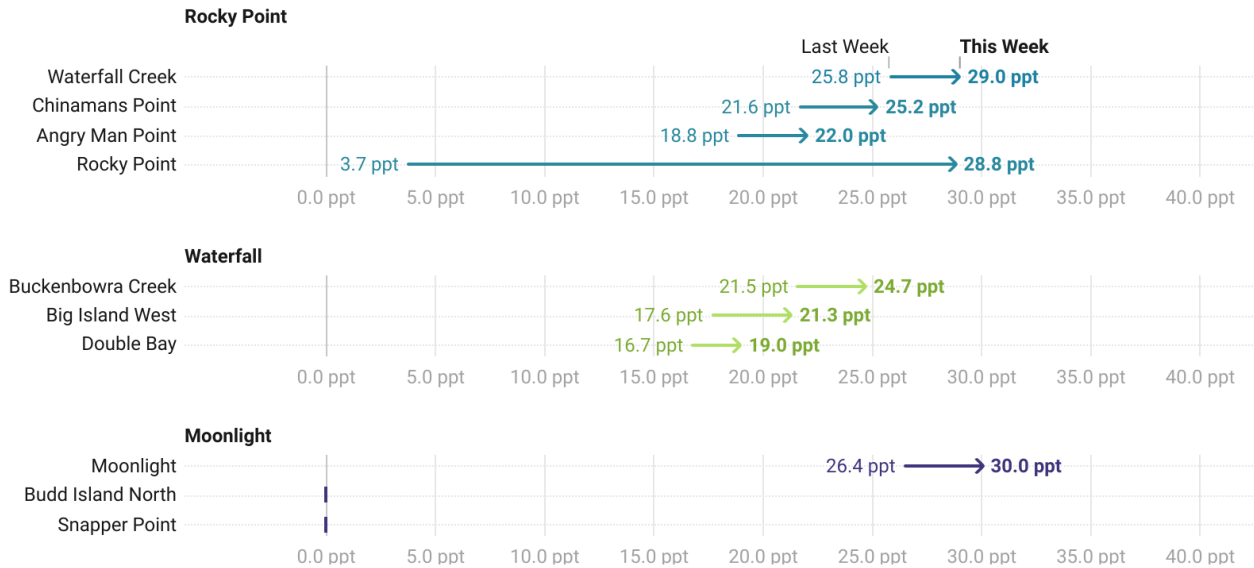 Rocky Point
Last Week This Week
Waterfall Creek 25.8 ppt 29.0 ppt
Chinamans Point 21.6 ppt 25.2 ppt
Angry Man Point 18.8 ppt 22.0 ppt
Rocky Point 3.7 ppt 28.8 ppt
0.0 ppt 5.0 ppt 10.0 ppt 15.0 ppt 20.0 ppt 25.0 ppt 30.0 ppt 35.0 ppt 40.0 ppt
Waterfall
Buckenbowra Creek 21.5 ppt 24.7 ppt
Big Island West 17.6 ppt 21.3 ppt
Double Bay 16.7 ppt 19.0 ppt
0.0 ppt 5.0 ppt 10.0 ppt 15.0 ppt 20.0 ppt 25.0 ppt 30.0 ppt 35.0 ppt 40.0 ppt
Moonlight
Moonlight 26.4 ppt 30.0 ppt
Budd Island North
Snapper Point
0.0 ppt 5.0 ppt 10.0 ppt 15.0 ppt 20.0 ppt 25.0 ppt 30.0 ppt 35.0 ppt 40.0 ppt